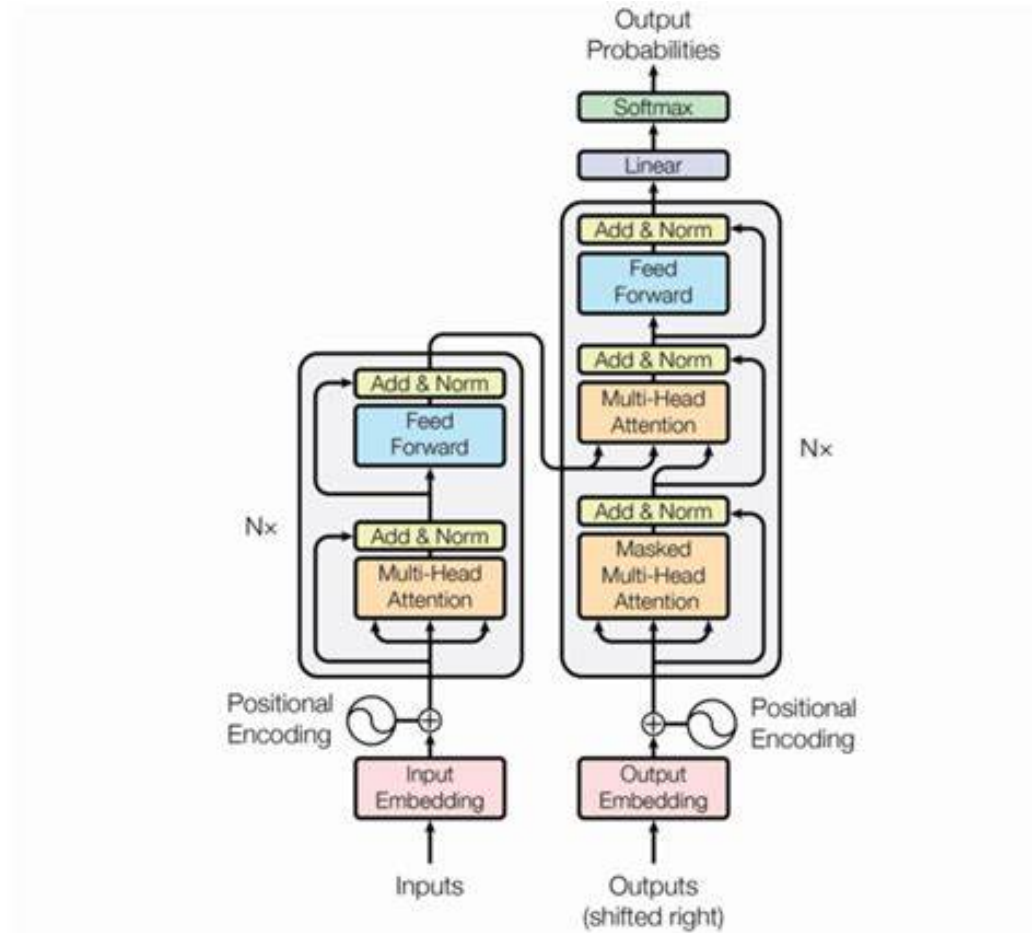 Output
Probabilities
Softmax
Linear
Add & Norm
Feed
Forward
Add & Norm
Multi-Head
Attention
Add & Norm
Masked
Multi-Head
Attention
Nx
Add & Norm
Feed
Forward
Add & Norm
Multi-Head
Attention
Nx
Positional
Encoding
Positional
Encoding
Input
Embedding
Output
Embedding
Inputs
Outputs
(shifted right)